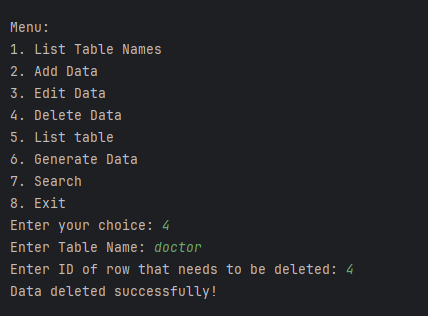 Menu:
1. List Table Names
2. Add Data
3. Edit Data
4. Delete Data
5. List table
6. Generate Data
7. Search
8. Exit
Enter your choice: 4
Enter Table Name: doctor
Enter ID of row that needs to be deleted: 4
Data deleted successfully!